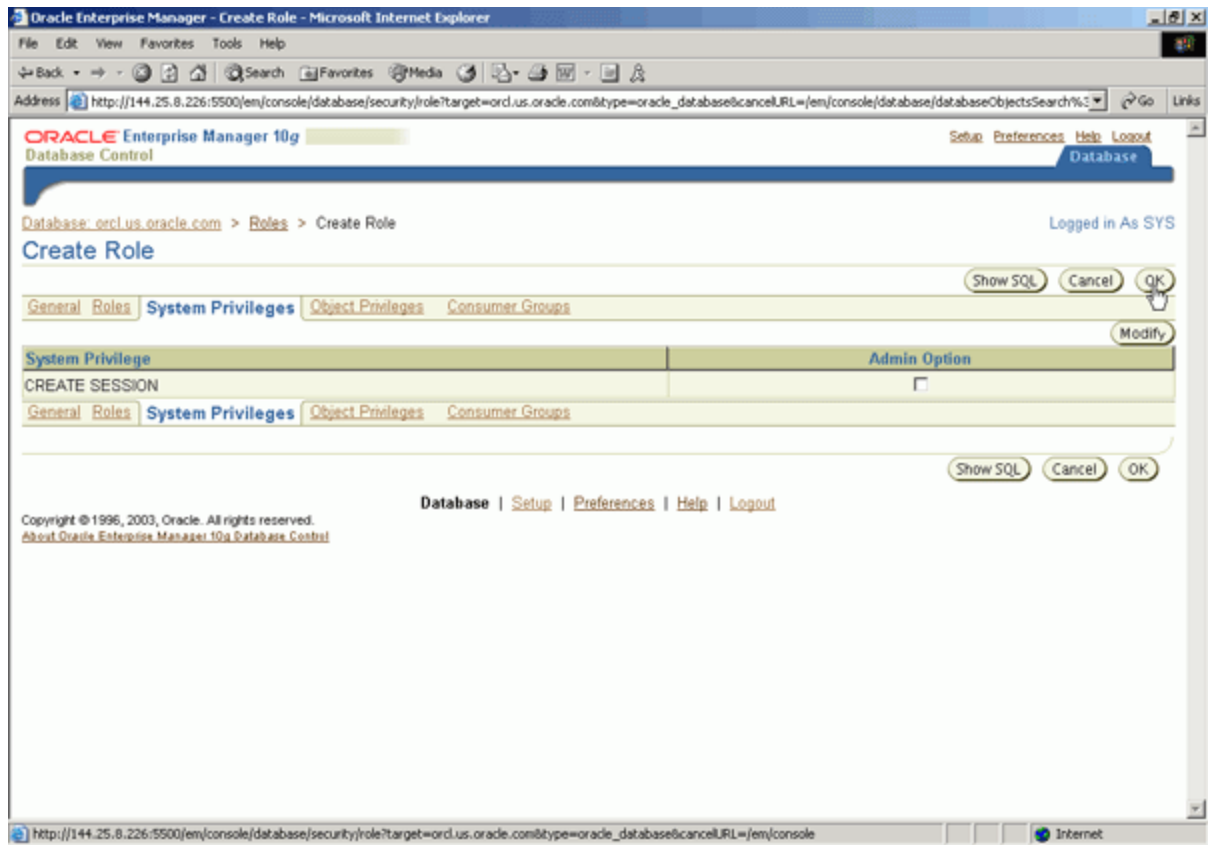 Oracle Enterprise Manager - Create Role - Microsoft Internet Explorer
File Edit View Favorites Tools Help
Back Search Favorites Media
Address http://144.25.8.226:5500/em/console/database/security/role?target=orcl.us.oracle.com&type=oracle_database&cancelURL=/em/console/database/databaseObjectsSearch%3 Go Links
ORACLE Enterprise Manager 10g
Database Control
Setup Preferences Help Logout
Database
Database: orcl.us.oracle.com > Roles > Create Role
Logged in As SYS
Create Role
Show SQL Cancel OK
General Roles System Privileges Object Privileges Consumer Groups
Modify
System Privilege Admin Option
CREATE SESSION
General Roles System Privileges Object Privileges Consumer Groups
Show SQL Cancel OK
Database | Setup | Preferences | Help | Logout
Copyright © 1996, 2003, Oracle. All rights reserved.
About Oracle Enterprise Manager 10g Database Control
http://144.25.8.226:5500/em/console/database/security/role?target=orcl.us.oracle.com&type=oracle_database&cancelURL=/em/console Internet